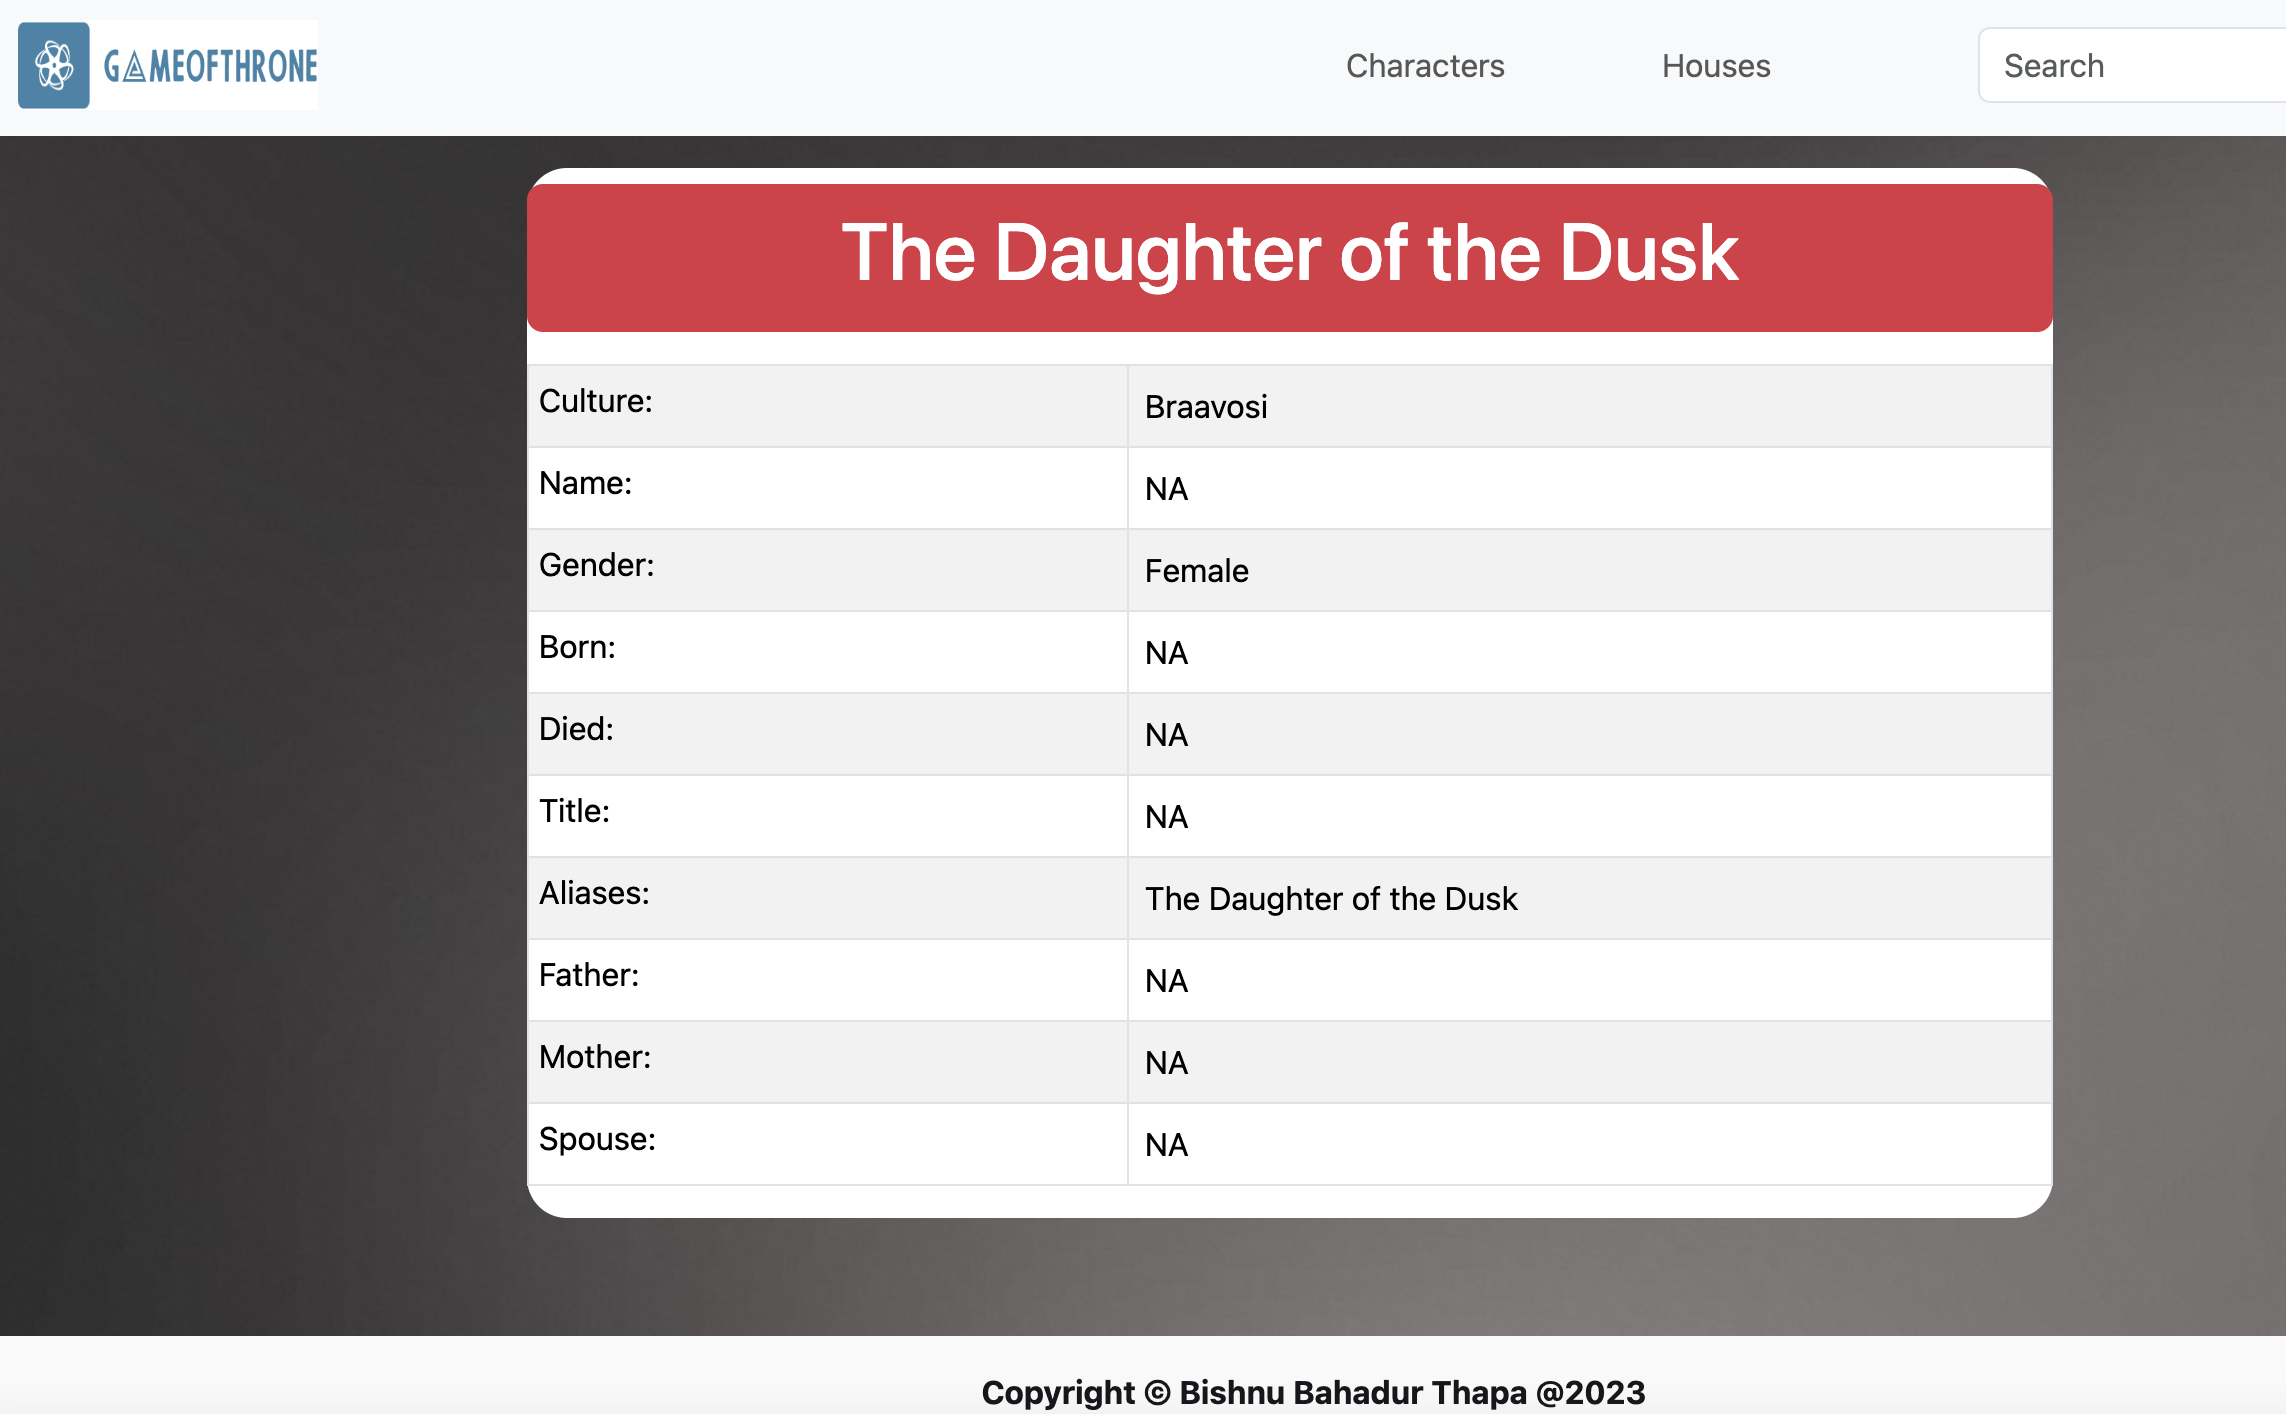 GAMEOFTHRONE
Characters Houses Search
The Daughter of the Dusk
Culture: Braavosi
Name: NA
Gender: Female
Born: NA
Died: NA
Title: NA
Aliases: The Daughter of the Dusk
Father: NA
Mother: NA
Spouse: NA
Copyright © Bishnu Bahadur Thapa @2023